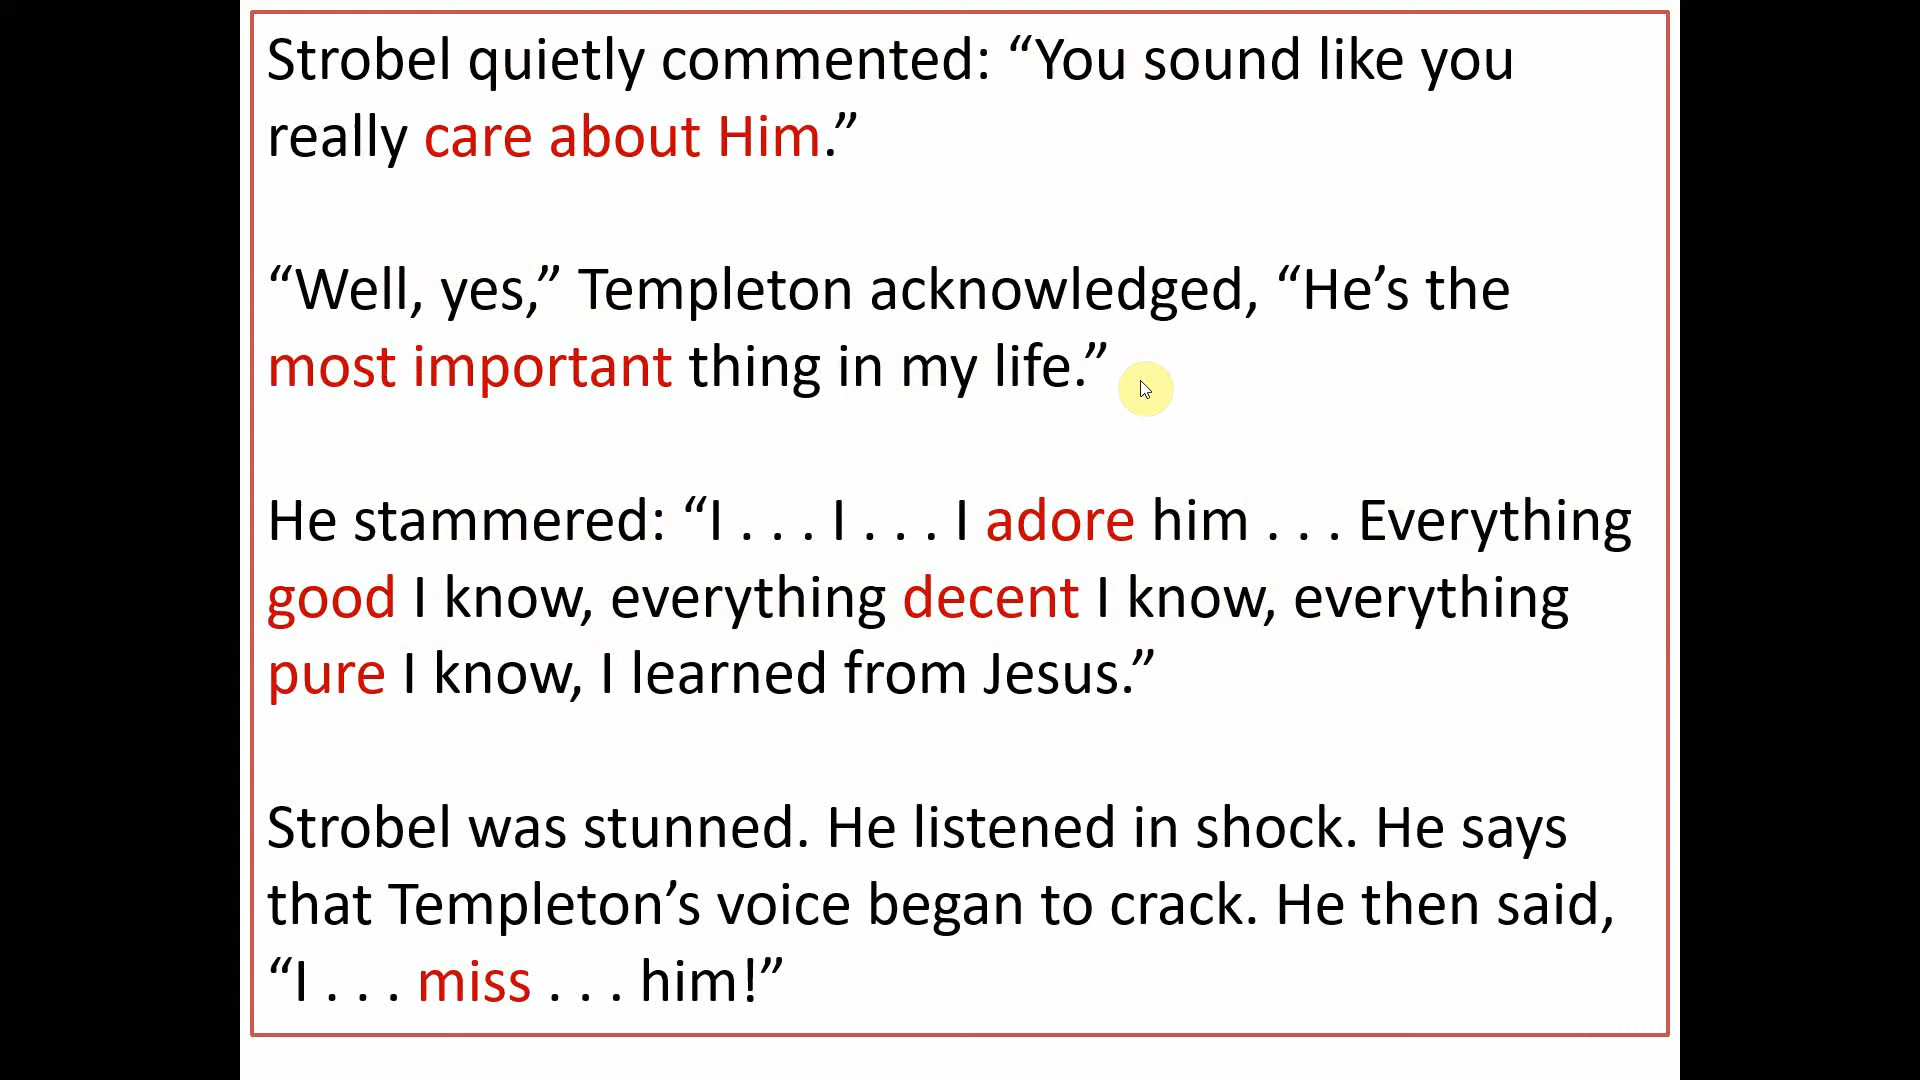 Strobel quietly commented: “You sound like you
really care about Him.”
“Well, yes,” Templeton acknowledged, “He’s the
most important thing in my life.”
He stammered: “I . . . I . . . I adore him . . . Everything
good I know, everything decent I know, everything
pure I know, I learned from Jesus.”
Strobel was stunned. He listened in shock. He says
that Templeton’s voice began to crack. He then said,
“I . . . miss . . . him!”